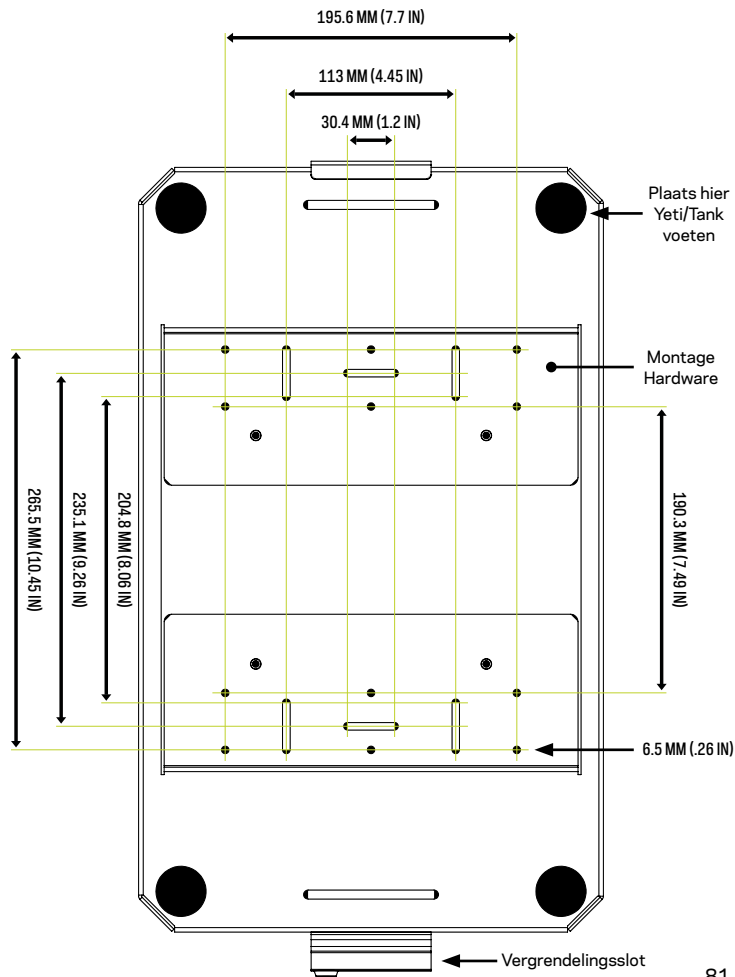 195.6 MM (7.7 IN)
113 MM (4.45 IN)
30.4 MM (1.2 IN)
Plaats hier
Yeti/Tank
voeten
Montage
Hardware
265.5 MM (10.45 IN)
235.1 MM (9.26 IN)
204.8 MM (8.06 IN)
190.3 MM (7.49 IN)
6.5 MM (.26 IN)
Vergrendelingsslot
81